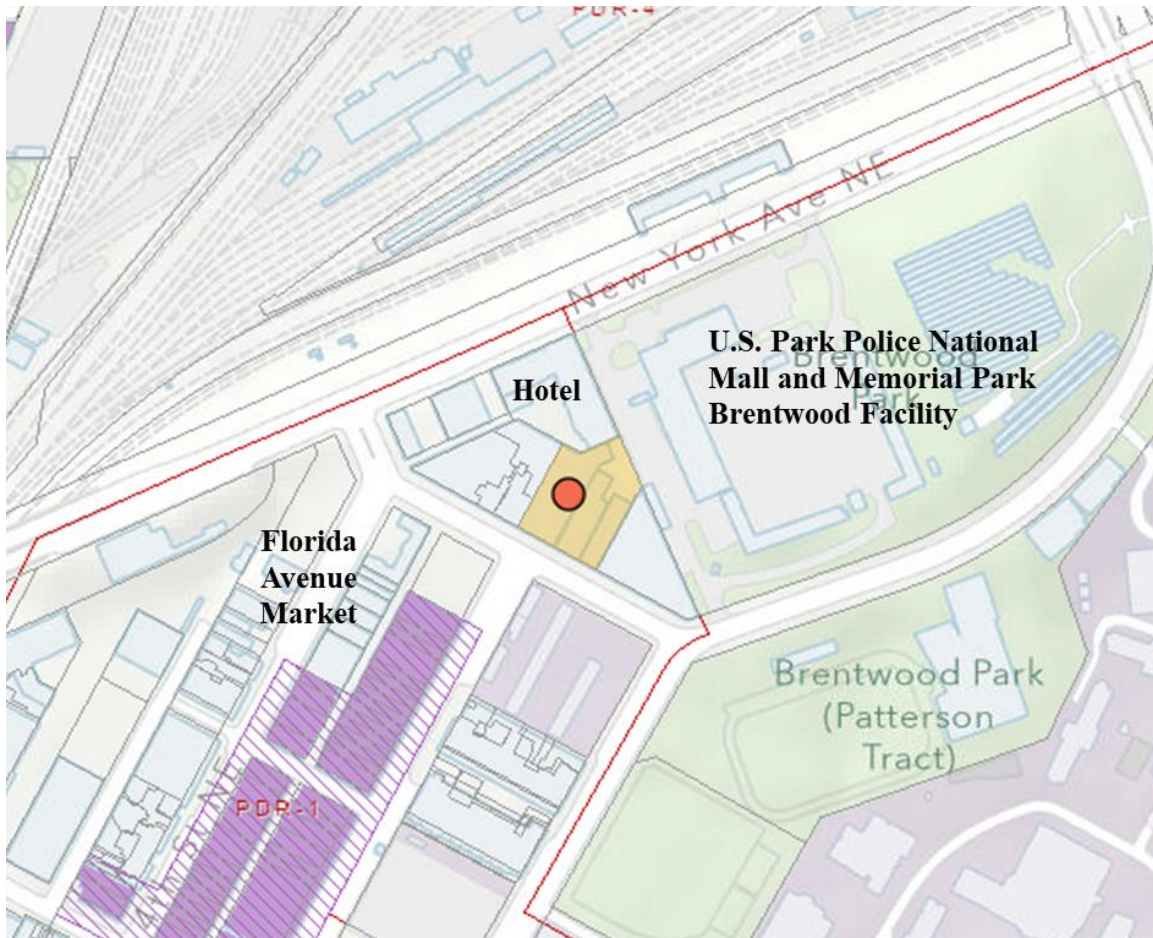 PDR-4
New York Ave NE
U.S. Park Police National
Mall and Memorial Park
Brentwood Facility
Brentwood
Park
Hotel
Florida
Avenue
Market
Brentwood Park
(Patterson
Tract)
PDR-1